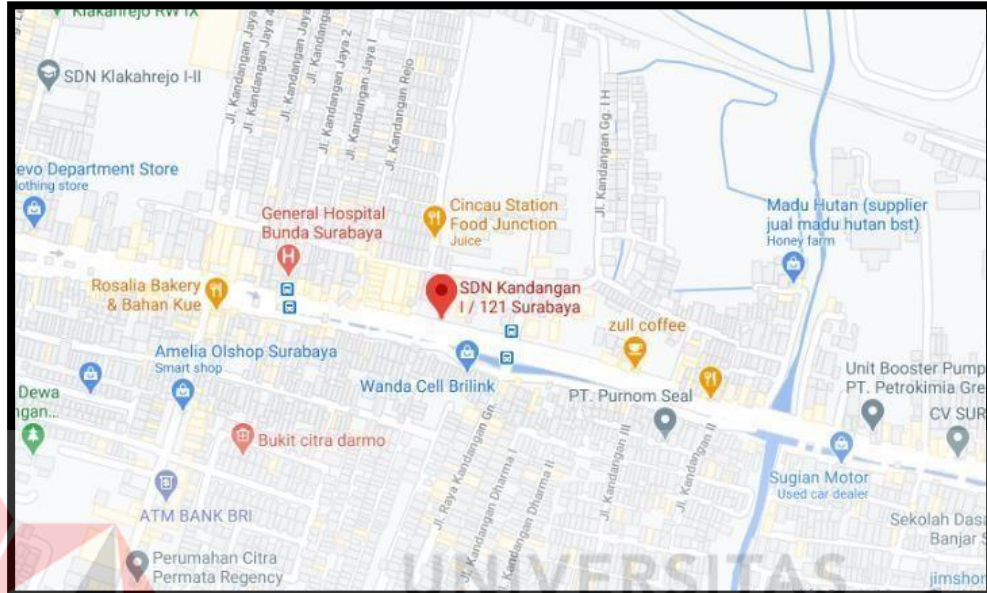 Klakahrejo RW IX
SDN Klakahrejo I-II
Jl. Kandangan Jaya
Jl. Kandangan Jaya 4
Jl. Kandangan Jaya
Jl. Kandangan Jaya 2
Jl. Kandangan Jaya I
Jl. Kandangan Rejo
Jl. Kandangan Gg. I H
evo Department Store
lothing store
General Hospital
Bunda Surabaya
Cincau Station
Food Junction
Juice
Madu Hutan (supplier
jual madu hutan bst)
Honey farm
Rosalia Bakery
& Bahan Kue
SDN Kandangan
I / 121 Surabaya
zull coffee
Amelia Olshop Surabaya
Smart shop
Wanda Cell Brilink
PT. Purnom Seal
Unit Booster Pump
PT. Petrokimia Gre
CV SUR
Dewa
ngan...
Bukit citra darmo
Jl. Raya Kandangan Gn.
Jl. Kandangan Dharma I
Jl. Kandangan Dharma II
Jl. Kandangan III
Jl. Kandangan II
Sugian Motor
Used car dealer
ATM BANK BRI
Sekolah Dasa
Banjar S
Perumahan Citra
Permata Regency
jimshor
UNIVERSITAS